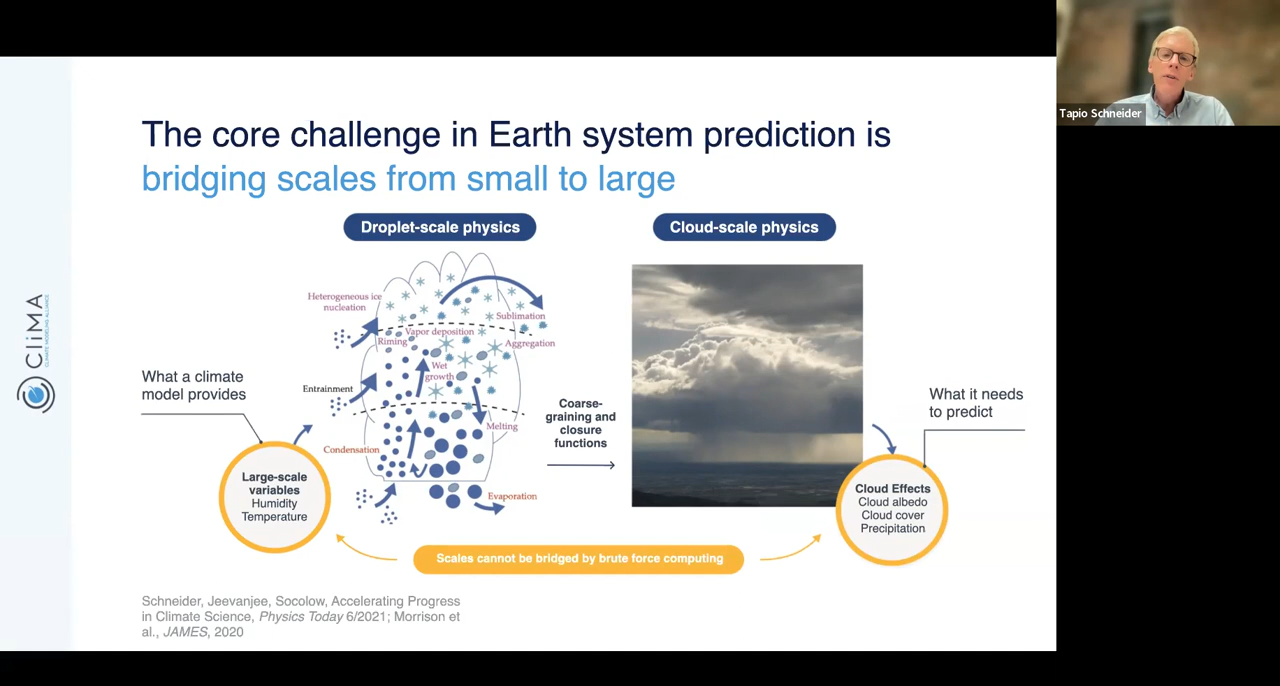 The core challenge in Earth system prediction is
bridging scales from small to large
Tapio Schneider
Droplet-scale physics
Cloud-scale physics
Heterogeneous ice
nucleation
Sublimation
Vapor deposition
Riming
Aggregation
Wet
growth
Entrainment
Melting
Condensation
Evaporation
What a climate
model provides
Large-scale
variables
Humidity
Temperature
Coarse-
graining and
closure
functions
What it needs
to predict
Cloud Effects
Cloud albedo
Cloud cover
Precipitation
Scales cannot be bridged by brute force computing
Schneider, Jeevanjee, Socolow, Accelerating Progress
in Climate Science, Physics Today 6/2021; Morrison et
al., JAMES, 2020
CliMA
CLIMATE MODELING ALLIANCE